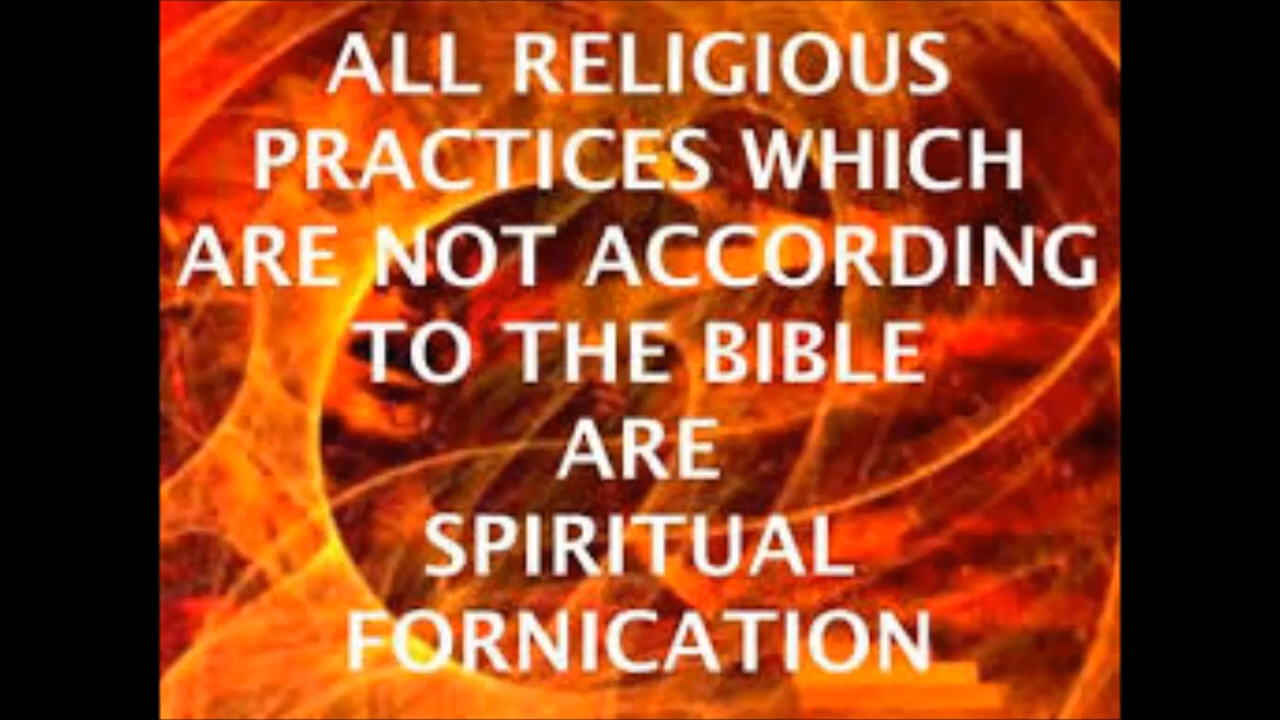 ALL RELIGIOUS
PRACTICES WHICH
ARE NOT ACCORDING
TO THE BIBLE
ARE
SPIRITUAL
FORNICATION